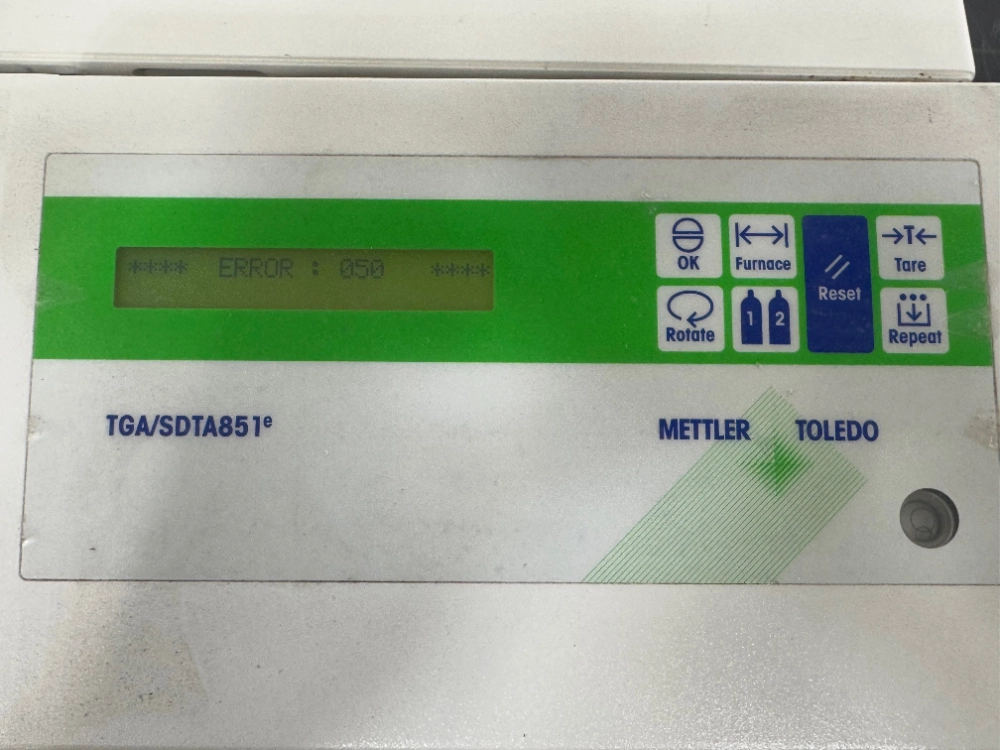 **** ERROR : 050 ****
OK
Furnace
Reset
Tare
Rotate
1 2
Repeat
TGA/SDTA851e
METTLER TOLEDO